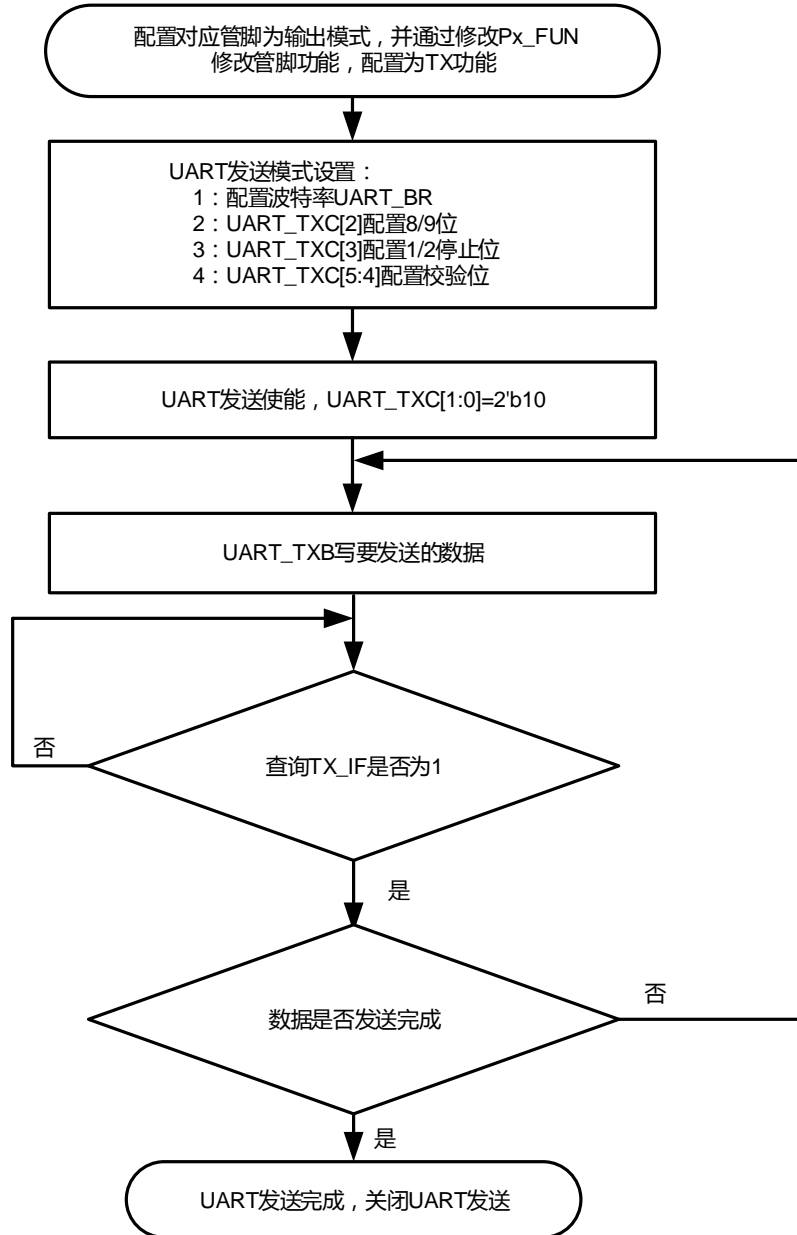 配置对应管脚为输出模式，并通过修改Px_FUN
修改管脚功能，配置为TX功能
UART发送模式设置：
1：配置波特率UART_BR
2：UART_TXC[2]配置8/9位
3：UART_TXC[3]配置1/2停止位
4：UART_TXC[5:4]配置校验位
UART发送使能，UART_TXC[1:0]=2'b10
UART_TXB写要发送的数据
否
查询TX_IF是否为1
是
数据是否发送完成
否
是
UART发送完成，关闭UART发送